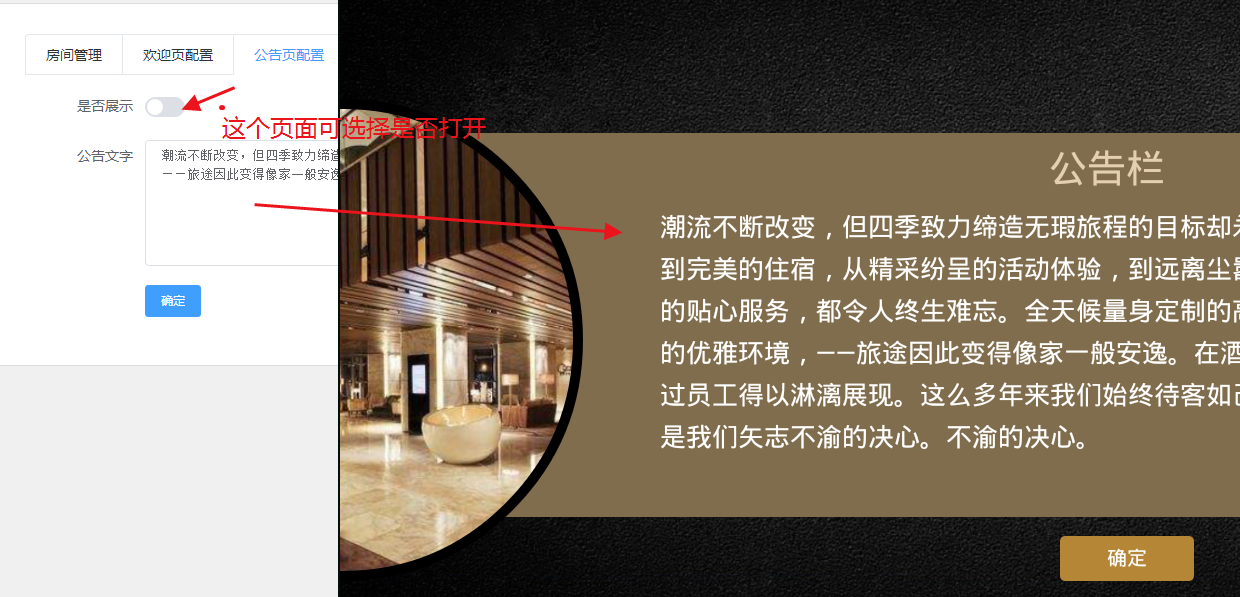 房间管理
欢迎页配置
公告页配置
是否展示
这个页面可选择是否打开
公告文字
潮流不断改变，但四季致力缔造
——旅途因此变得像家一般安逸
确定
公告栏
潮流不断改变，但四季致力缔造无瑕旅程的目标却
到完美的住宿，从精采纷呈的活动体验，到远离尘
的贴心服务，都令人终生难忘。全天候量身定制的
的优雅环境，——旅途因此变得像家一般安逸。在酒
过员工得以淋漓展现。这么多年来我们始终待客如
是我们矢志不渝的决心。不渝的决心。
确定